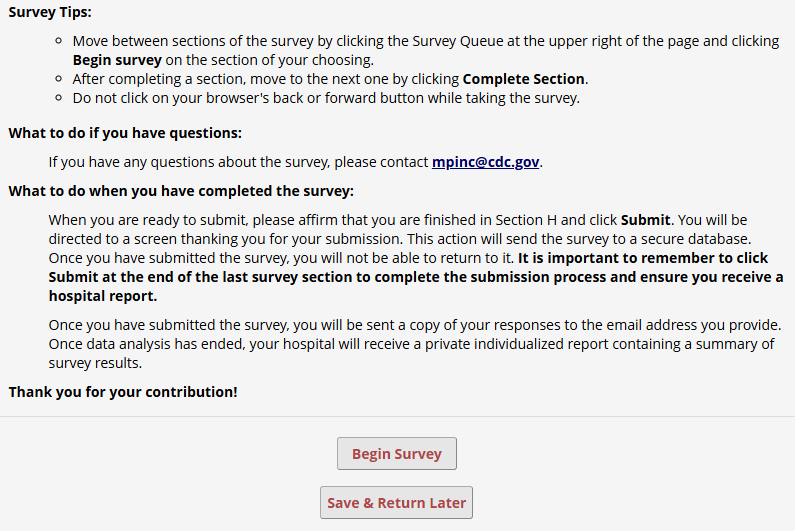 Survey Tips:
Move between sections of the survey by clicking the Survey Queue at the upper right of the page and clicking
Begin survey on the section of your choosing.
After completing a section, move to the next one by clicking Complete Section.
Do not click on your browser's back or forward button while taking the survey.
What to do if you have questions:
If you have any questions about the survey, please contact mpinc@cdc.gov.
What to do when you have completed the survey:
When you are ready to submit, please affirm that you are finished in Section H and click Submit. You will be
directed to a screen thanking you for your submission. This action will send the survey to a secure database.
Once you have submitted the survey, you will not be able to return to it. It is important to remember to click
Submit at the end of the last survey section to complete the submission process and ensure you receive a
hospital report.
Once you have submitted the survey, you will be sent a copy of your responses to the email address you provide.
Once data analysis has ended, your hospital will receive a private individualized report containing a summary of
survey results.
Thank you for your contribution!
Begin Survey
Save & Return Later